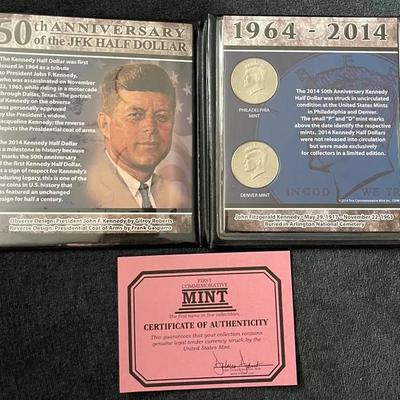 50th ANNIVERSARY
of the JFK HALF DOLLAR
The Kennedy Half Dollar was first
issued in 1964 as a tribute
to President John F. Kennedy,
who was assassinated on November
22, 1963, while riding in a motorcade
through Dallas, Texas. The portrait
of Kennedy on the obverse
was personally approved
by the President's widow,
Jacqueline Kennedy; the reverse
depicts the Presidential coat of arms.
The 2014 Kennedy Half Dollar
is a milestone in history because
marks the 50th anniversary
of the first Kennedy Half Dollar.
a sign of respect for Kennedy's
enduring legacy, this is one of the
few coins in U.S. history that
has featured an unchanged
design for half a century.
Obverse Design: President John F. Kennedy by Gilroy Roberts
Reverse Design: Presidential Coat of Arms by Frank Gasparro
1964 - 2014
PHILADELPHIA
MINT
DENVER MINT
The 2014 50th Anniversary Kennedy
Half Dollar was struck in uncirculated
condition at the United States Mints
in Philadelphia and Denver.
The small "P" and "D" mint marks
above the date identify the respective
mints. 2014 Kennedy Half Dollars
were not released into circulation
but were made exclusively
for collectors in a limited edition.
IN GOD WE TR
John Fitzgerald Kennedy - May 29, 1917 - November 22, 1963
Buried in Arlington National Cemetery
FIRST
COMMEMORATIVE
MINT
The first name in fine collectibles
CERTIFICATE OF AUTHENTICITY
This guarantees that your collection contains
genuine legal tender currency struck by the
United States Mint.